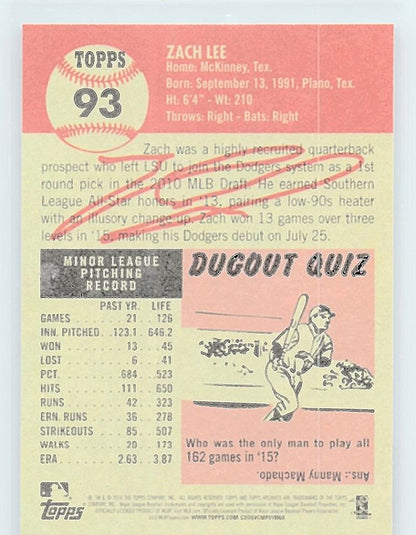 TOPPS
93
ZACH LEE
Home: McKinney, Tex.
Born: September 13, 1991, Plano, Tex.
Ht: 6'4" - Wt: 210
Throws: Right - Bats: Right
Zach was a highly recruited quarterback
prospect who left LSU to join the Dodgers system as a 1st
round pick in the 2010 MLB Draft. He earned Southern
League All-Star honors in '13, pairing a low-90s heater
with an illusory change up. Zach won 13 games over three
levels in '15, making his Dodgers debut on July 25.
MINOR LEAGUE
PITCHING
RECORD
PAST YR. LIFE
GAMES 21 126
INN. PITCHED 123.1 646.2
WON 13 45
LOST 6 41
PCT. .684 .523
HITS 111 650
RUNS 42 323
ERN. RUNS 36 278
STRIKEOUTS 85 507
WALKS 20 173
ERA 2.63 3.87
DUGOUT QUIZ
Who was the only man to play all
162 games in '15?
Ans.: Manny Machado.
Topps